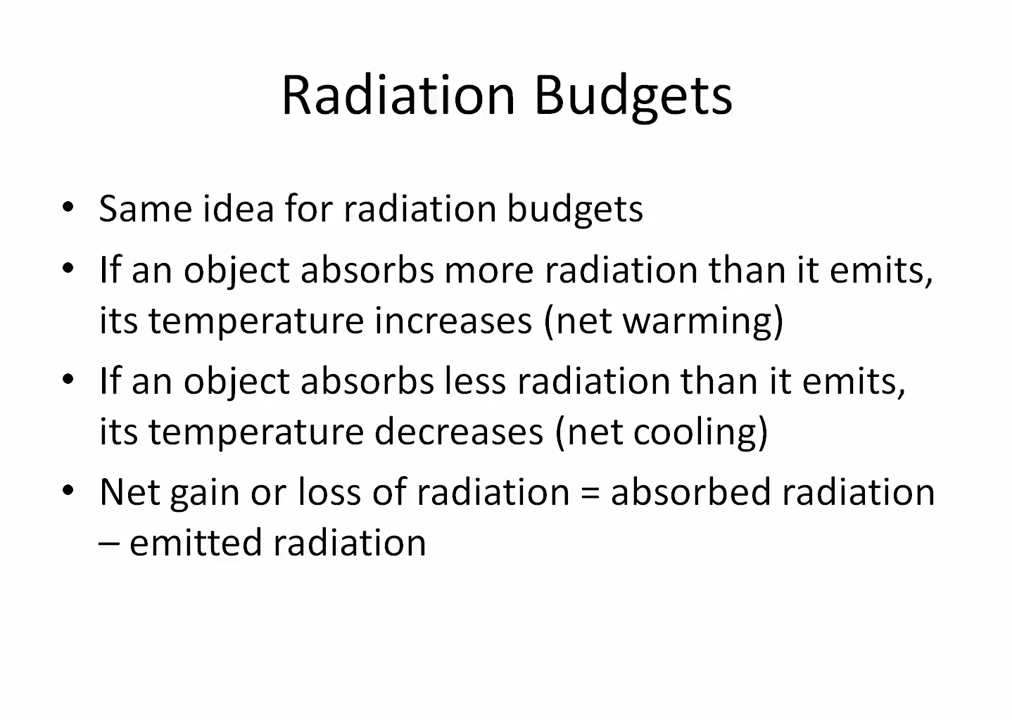 Radiation Budgets
• Same idea for radiation budgets
• If an object absorbs more radiation than it emits,
its temperature increases (net warming)
• If an object absorbs less radiation than it emits,
its temperature decreases (net cooling)
• Net gain or loss of radiation = absorbed radiation
– emitted radiation